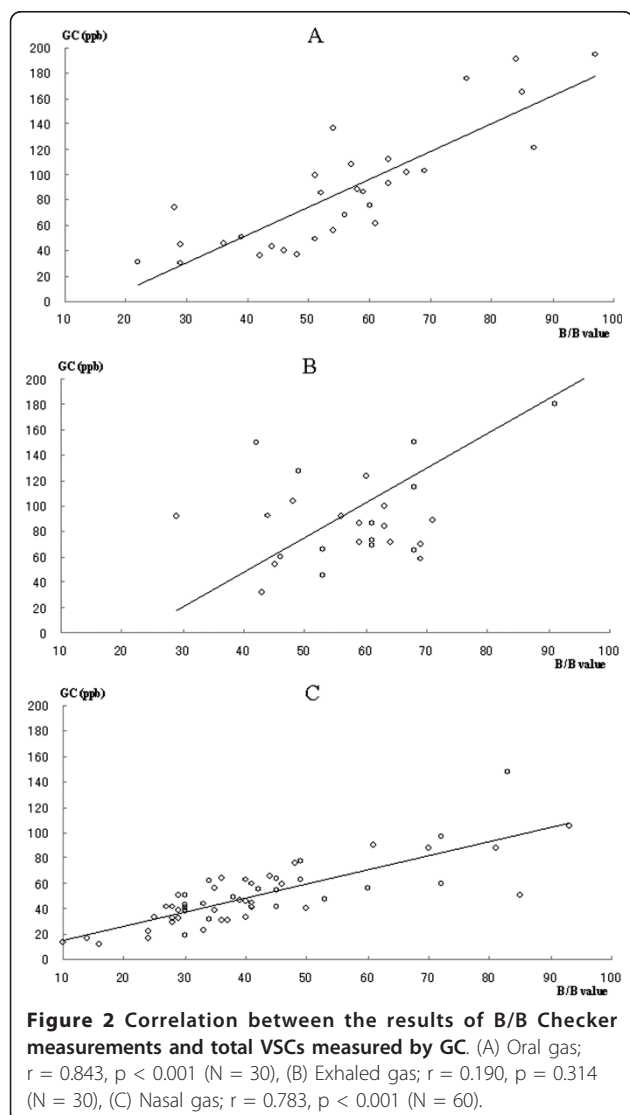 GC (ppb)
A
200
180
160
140
120
100
80
60
40
20
0
10 20 30 40 50 60 70 80 90 100
B/B value
B
GC (ppb)
200
180
160
140
120
100
80
60
40
20
0
10 20 30 40 50 60 70 80 90 100
B/B value
C
GC (ppb)
200
180
160
140
120
100
80
60
40
20
0
10 20 30 40 50 60 70 80 90 100
B/B value
Figure 2 Correlation between the results of B/B Checker
measurements and total VSCs measured by GC. (A) Oral gas;
r = 0.843, p < 0.001 (N = 30), (B) Exhaled gas; r = 0.190, p = 0.314
(N = 30), (C) Nasal gas; r = 0.783, p < 0.001 (N = 60).